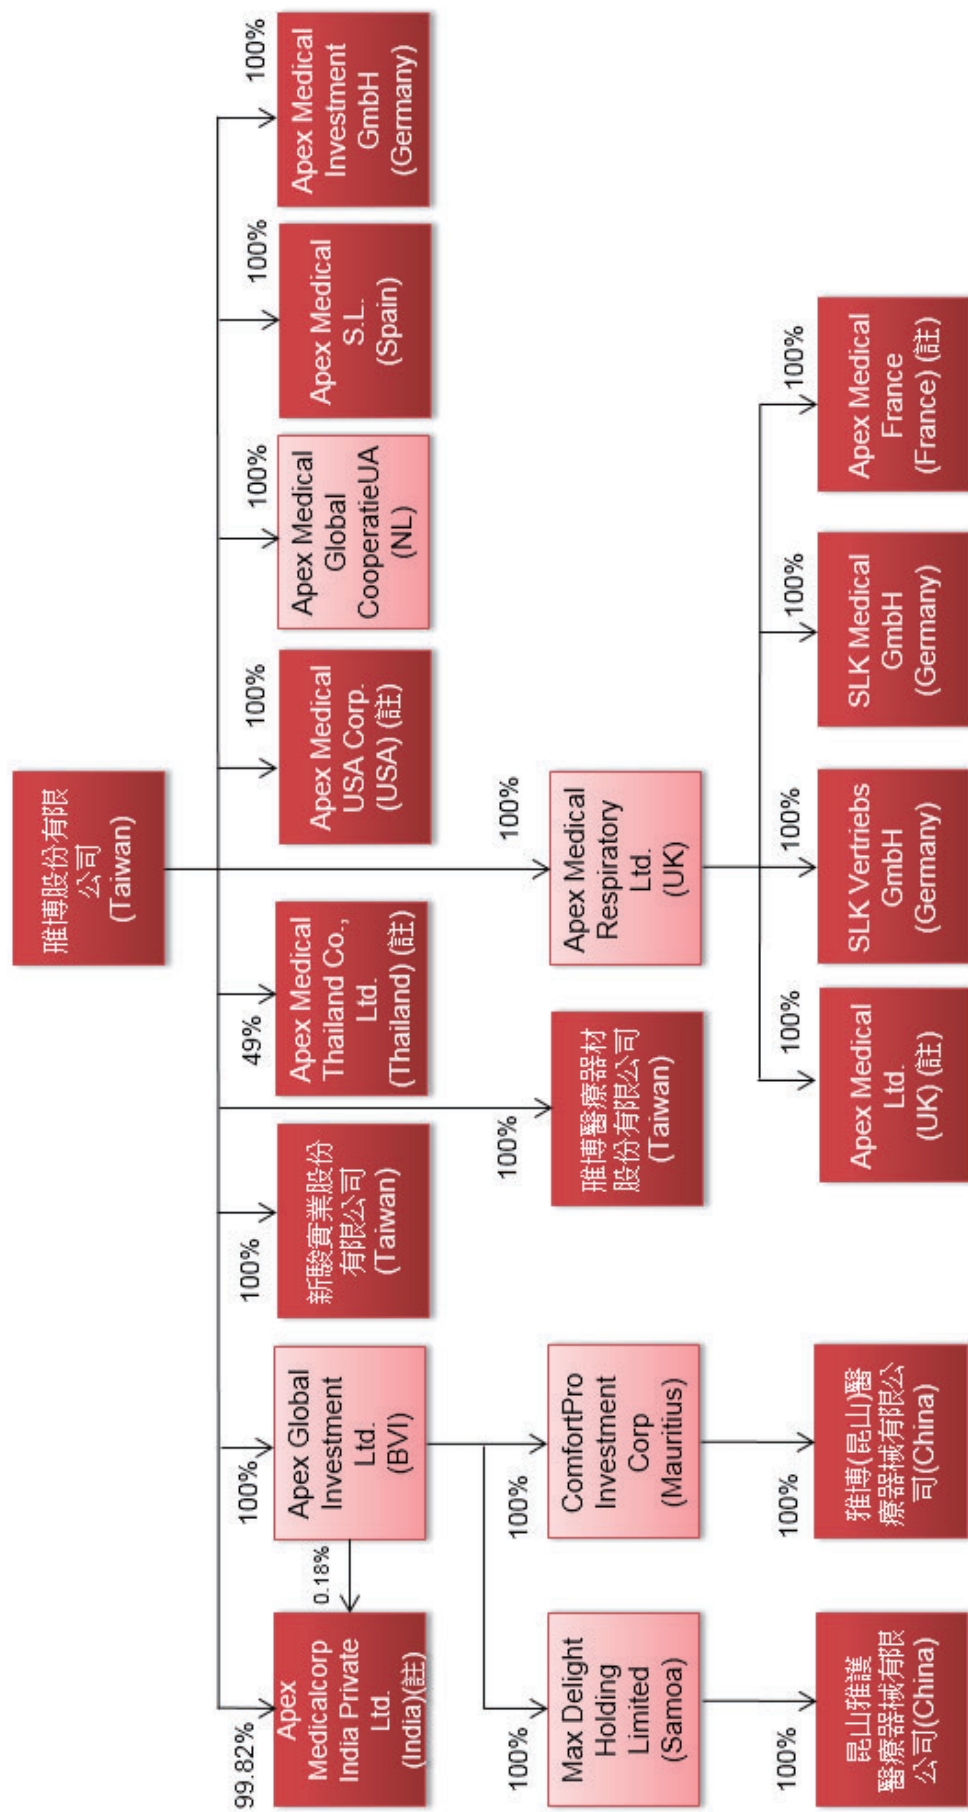 雅博股份有限
公司
(Taiwan)
99.82%
100%
100%
49%
100%
100%
100%
100%
Apex
Medicalcorp
India Private
Ltd.
(India)(註)
0.18%
Apex Global
Investment
Ltd.
(BVI)
新駿實業股份
有限公司
(Taiwan)
Apex Medical
Thailand Co.,
Ltd.
(Thailand) (註)
Apex Medical
USA Corp.
(USA) (註)
Apex Medical
Global
CooperatieUA
(NL)
Apex Medical
S.L.
(Spain)
Apex Medical
Investment
GmbH
(Germany)
100%
100%
100%
100%
Max Delight
Holding
Limited
(Samoa)
ComfortPro
Investment
Corp
(Mauritius)
雅博醫療器材
股份有限公司
(Taiwan)
Apex Medical
Respiratory
Ltd.
(UK)
100%
100%
100%
100%
100%
100%
昆山雅護
醫療器械有限
公司(China)
雅博(昆山)醫
療器械有限公
司(China)
Apex Medical
Ltd.
(UK) (註)
SLK Vertriebs
GmbH
(Germany)
SLK Medical
GmbH
(Germany)
Apex Medical
France
(France) (註)